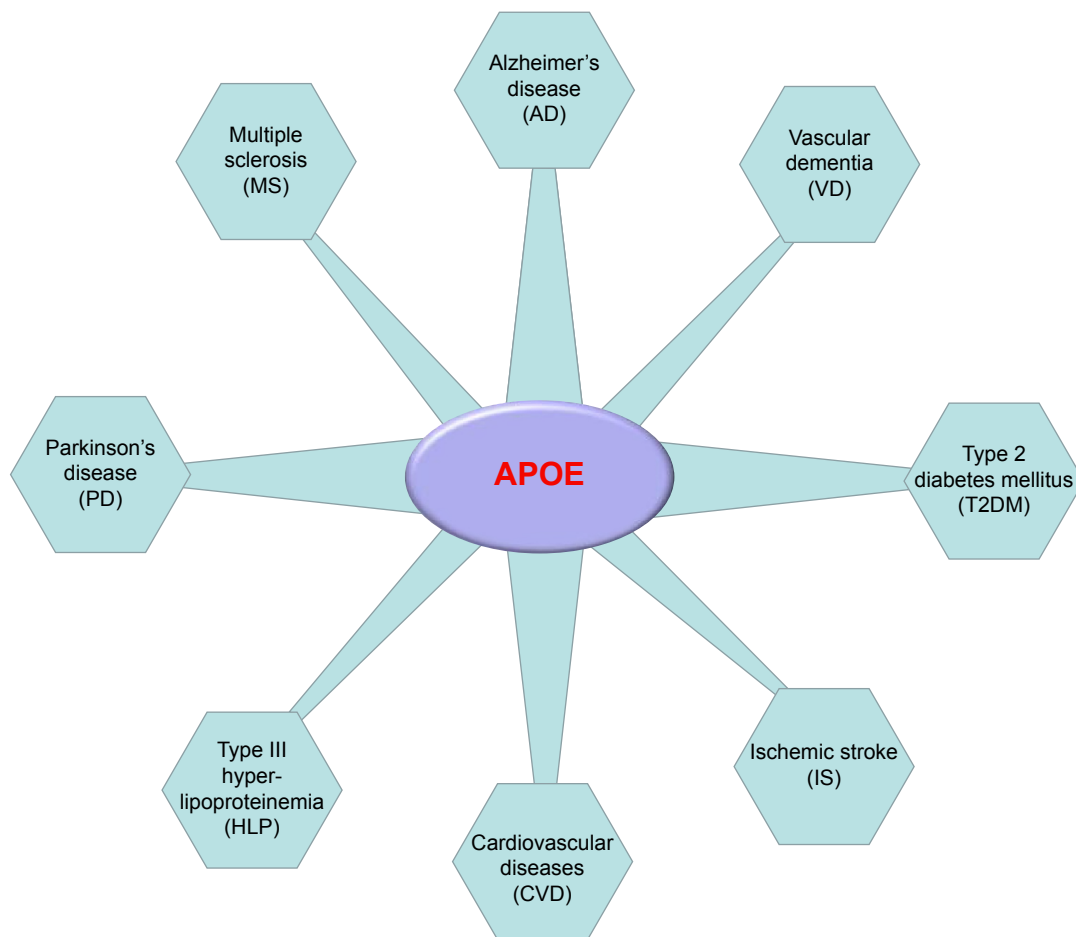 Alzheimer's
disease
(AD)
Multiple
sclerosis
(MS)
Vascular
dementia
(VD)
Parkinson's
disease
(PD)
APOE
Type 2
diabetes mellitus
(T2DM)
Type III
hyper-
lipoproteinemia
(HLP)
Ischemic stroke
(IS)
Cardiovascular
diseases
(CVD)